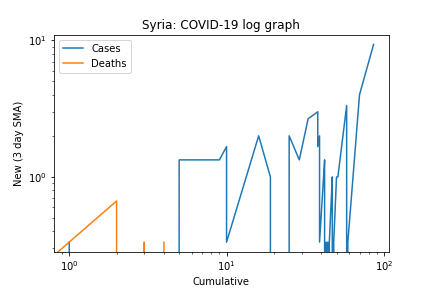 Syria: COVID-19 log graph
10¹
Cases
Deaths
New (3 day SMA)
10⁰
10⁰ 10¹ 10²
Cumulative